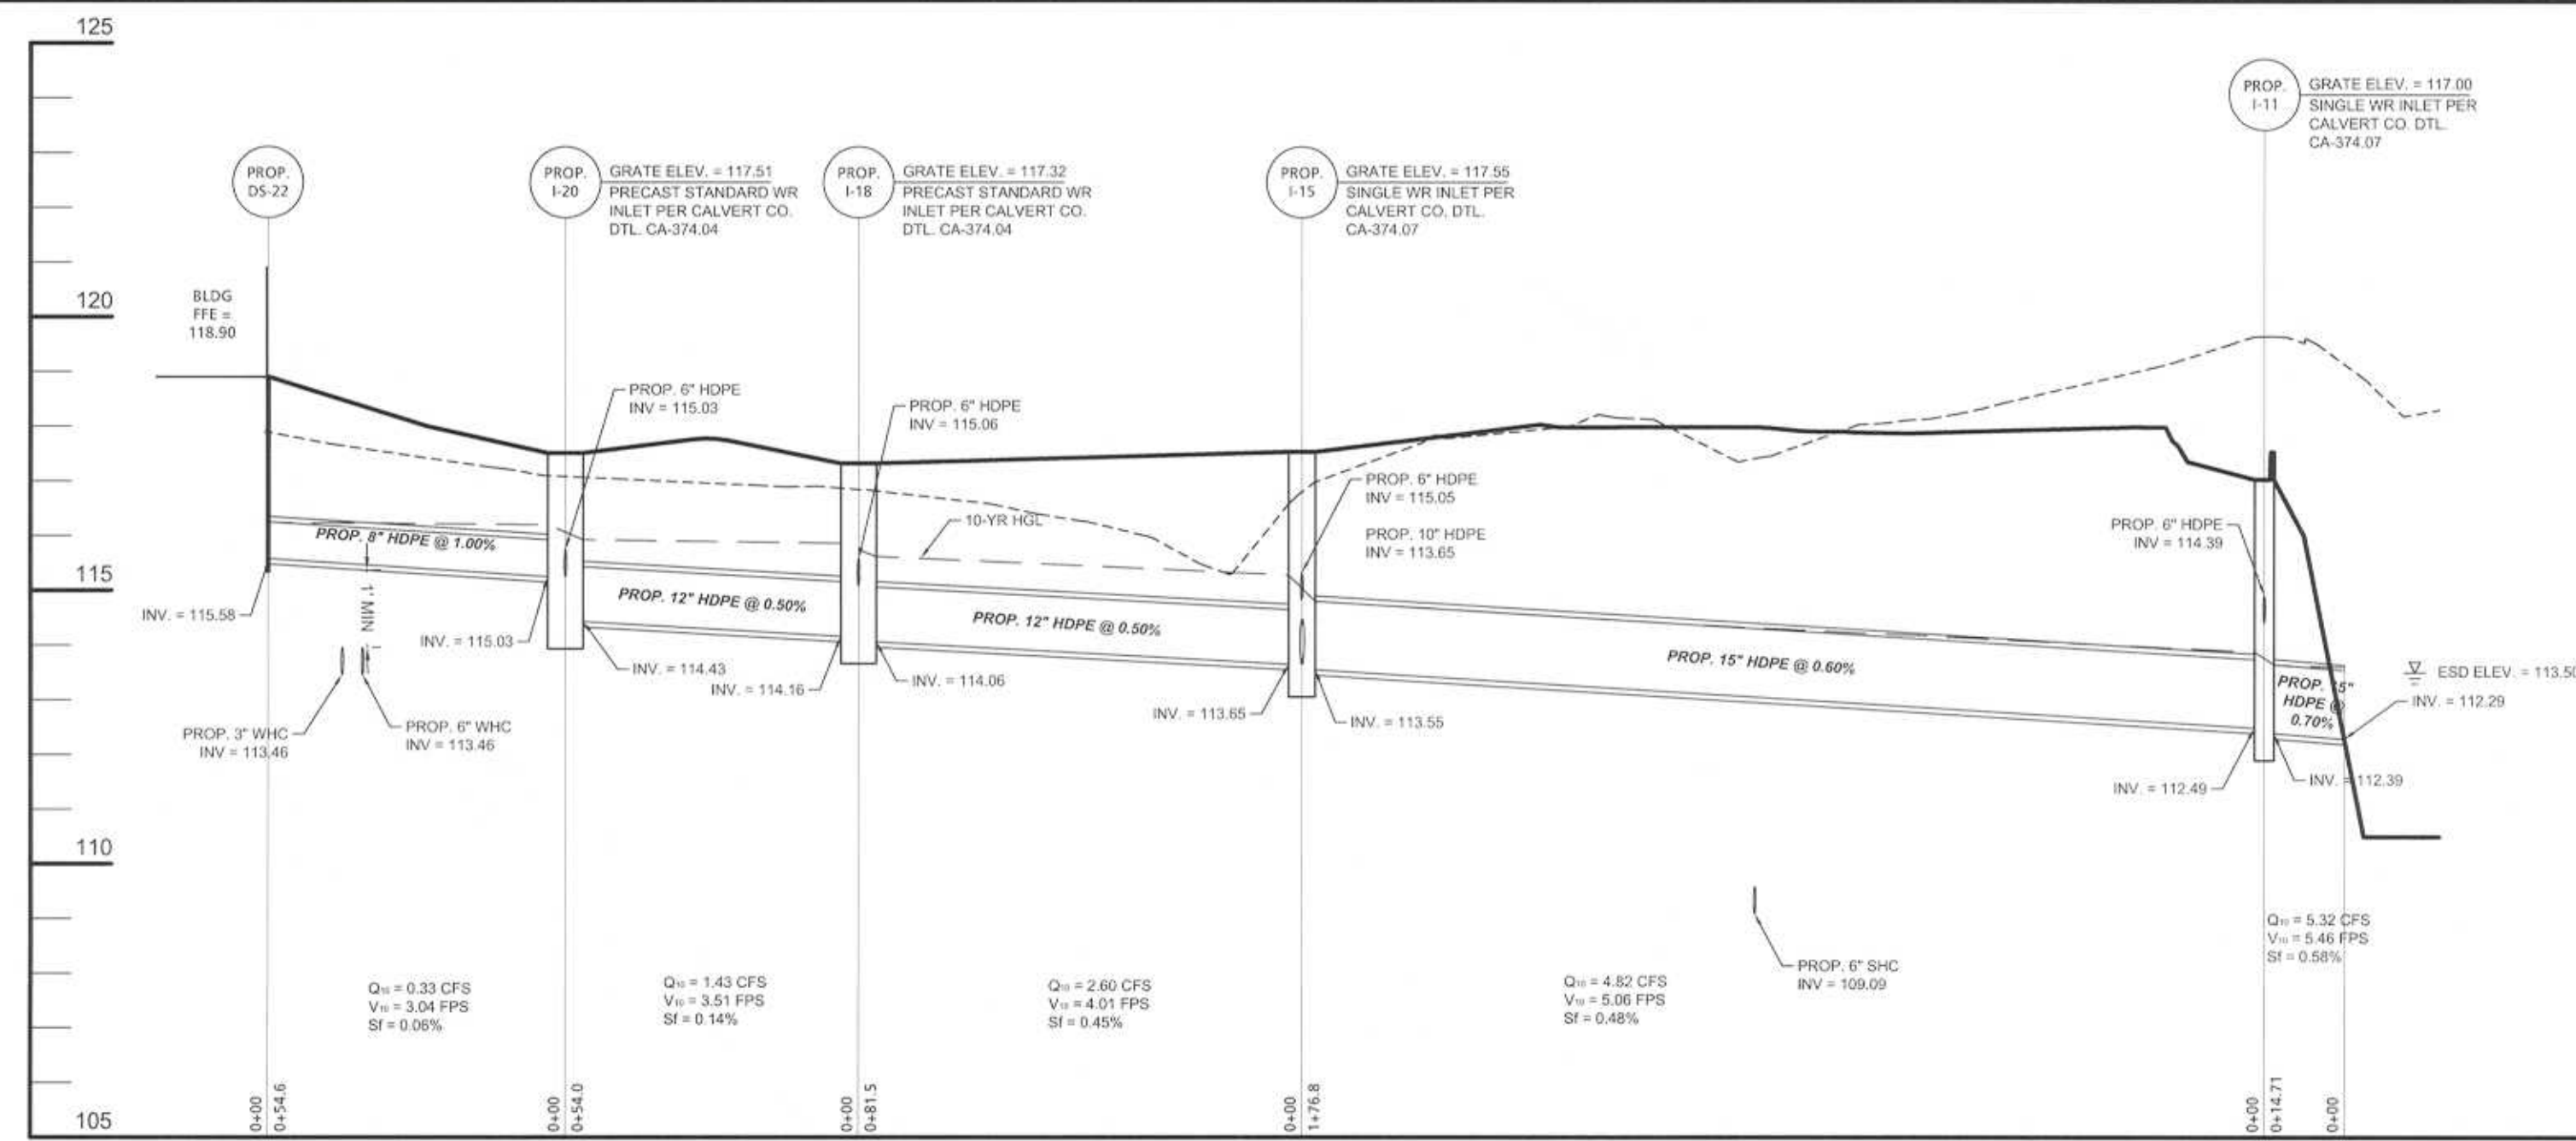 125
120
115
110
105
PROP.
DS-22
BLDG
FFE =
118.90
PROP.
I-20
GRATE ELEV. = 117.51
PRECAST STANDARD WR
INLET PER CALVERT CO.
DTL. CA-374.04
PROP.
I-18
GRATE ELEV. = 117.32
PRECAST STANDARD WR
INLET PER CALVERT CO.
DTL. CA-374.04
PROP.
I-15
GRATE ELEV. = 117.55
SINGLE WR INLET PER
CALVERT CO. DTL.
CA-374.07
PROP.
I-11
GRATE ELEV. = 117.00
SINGLE WR INLET PER
CALVERT CO. DTL.
CA-374.07
PROP. 6" HDPE
INV = 115.03
PROP. 6" HDPE
INV = 115.06
10-YR HGL
PROP. 6" HDPE
INV = 115.05
PROP. 10" HDPE
INV = 113.65
PROP. 6" HDPE
INV = 114.39
PROP. 8" HDPE @ 1.00%
1' MIN
PROP. 12" HDPE @ 0.50%
PROP. 12" HDPE @ 0.50%
PROP. 15" HDPE @ 0.60%
PROP. 15"
HDPE @
0.70%
ESD ELEV. = 113.50
INV. = 112.29
INV. = 115.58
INV. = 115.03
INV. = 114.43
INV. = 114.16
INV. = 114.06
INV. = 113.65
INV. = 113.55
INV. = 112.49
INV. = 112.39
PROP. 3" WHC
INV = 113.46
PROP. 6" WHC
INV = 113.46
PROP. 6" SHC
INV = 109.09
Q₁₀ = 0.33 CFS
V₁₀ = 3.04 FPS
Sf = 0.06%
Q₁₀ = 1.43 CFS
V₁₀ = 3.51 FPS
Sf = 0.14%
Q₁₀ = 2.60 CFS
V₁₀ = 4.01 FPS
Sf = 0.45%
Q₁₀ = 4.82 CFS
V₁₀ = 5.06 FPS
Sf = 0.48%
Q₁₀ = 5.32 CFS
V₁₀ = 5.46 FPS
Sf = 0.58%
0+00
0+54.6
0+00
0+54.0
0+00
0+81.5
0+00
1+76.8
0+00
0+14.71
0+00